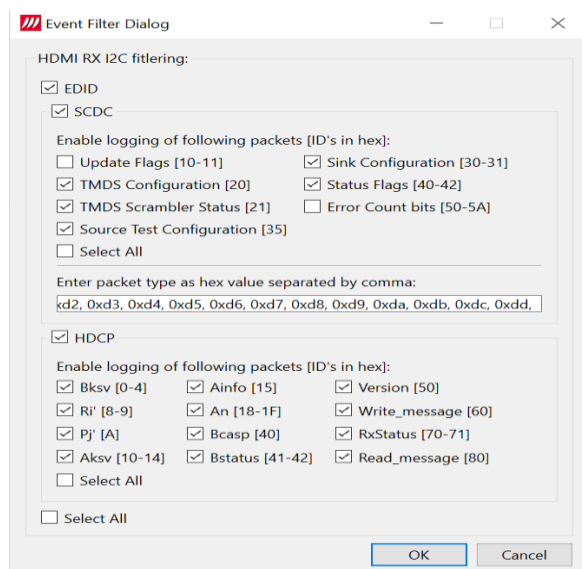 Event Filter Dialog
HDMI RX I2C fitlering:
EDID
SCDC
Enable logging of following packets [ID's in hex]:
Update Flags [10-11] Sink Configuration [30-31]
TMDS Configuration [20] Status Flags [40-42]
TMDS Scrambler Status [21] Error Count bits [50-5A]
Source Test Configuration [35]
Select All
Enter packet type as hex value separated by comma:
xd2, 0xd3, 0xd4, 0xd5, 0xd6, 0xd7, 0xd8, 0xd9, 0xda, 0xdb, 0xdc, 0xdd,
HDCP
Enable logging of following packets [ID's in hex]:
Bksv [0-4] Ainfo [15] Version [50]
Ri' [8-9] An [18-1F] Write_message [60]
Pj' [A] Bcasp [40] RxStatus [70-71]
Aksv [10-14] Bstatus [41-42] Read_message [80]
Select All
Select All
OK Cancel